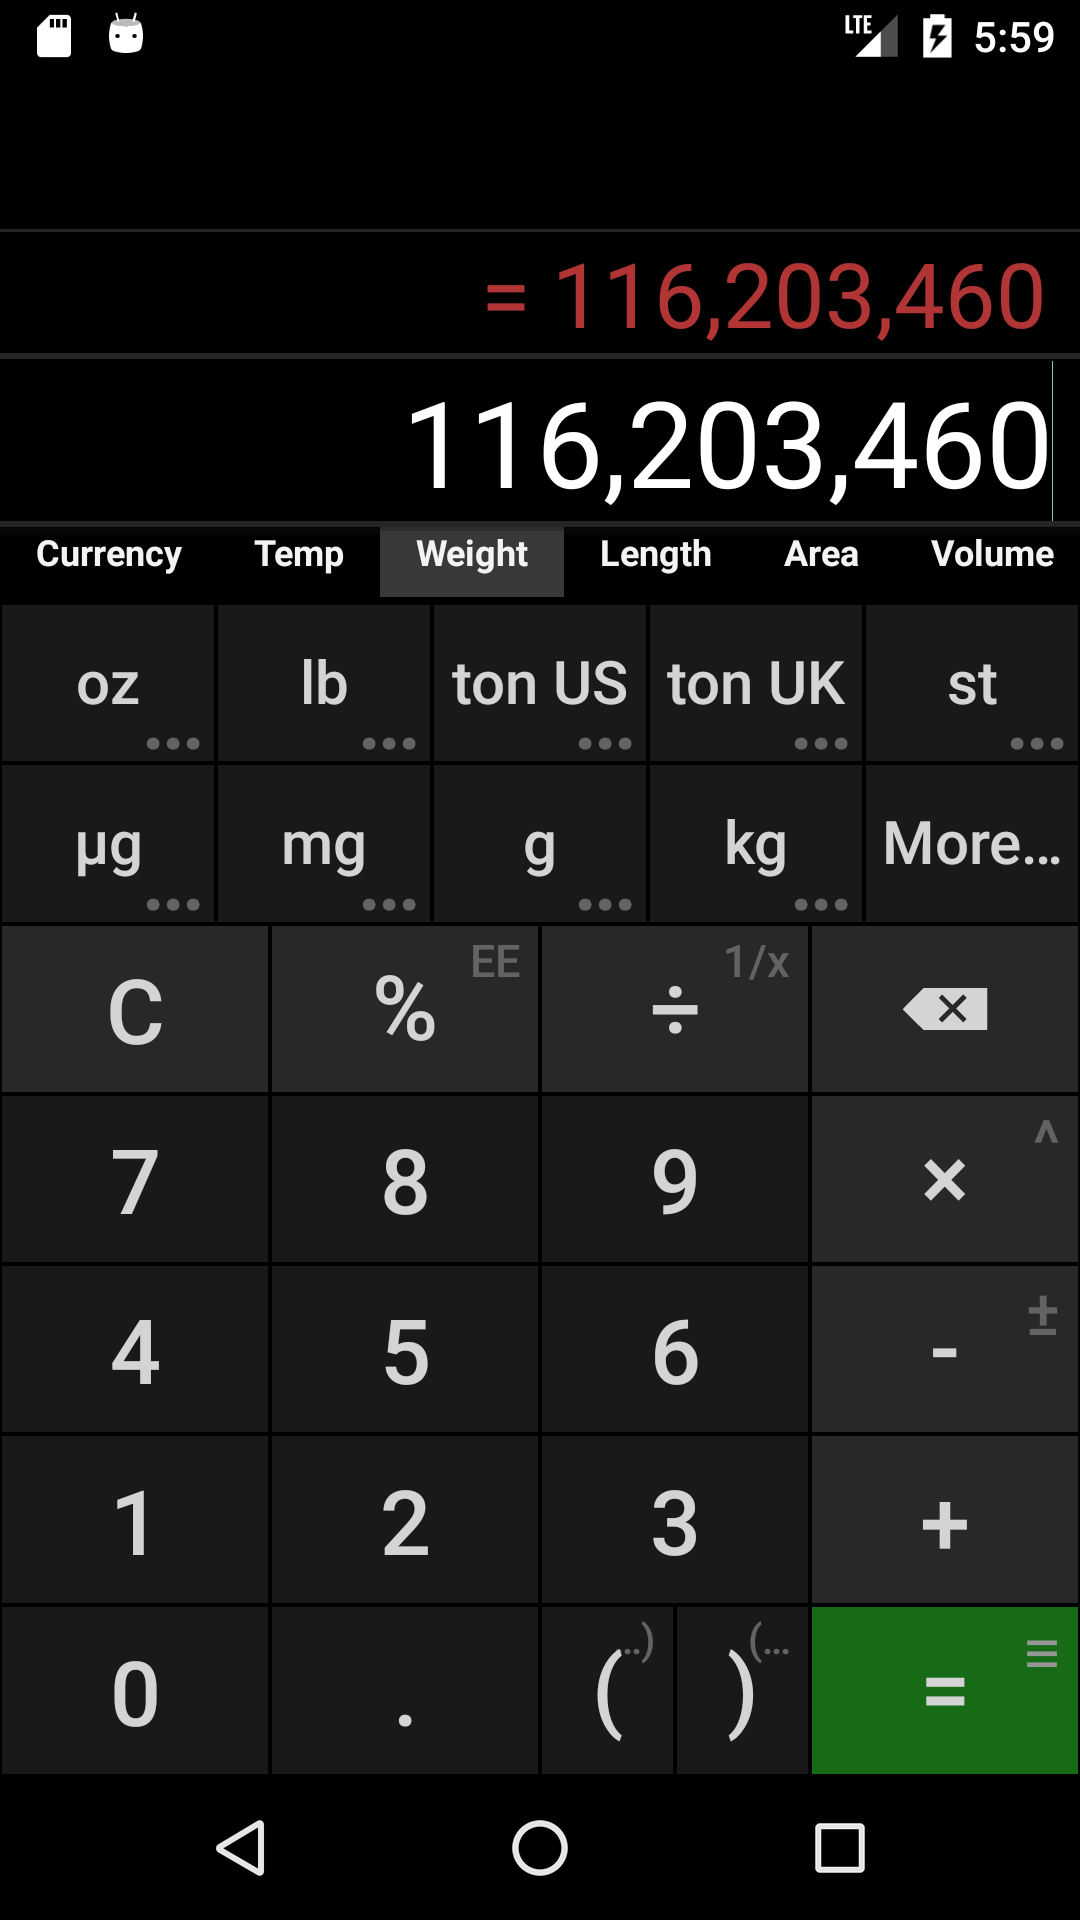 LTE 5:59
= 116,203,460
116,203,460
Currency Temp Weight Length Area Volume
oz lb ton US ton UK st
µg mg g kg More...
C % EE ÷ 1/x
7 8 9 × ^
4 5 6 - ±
1 2 3 +
0 . ( ..) ) (... =